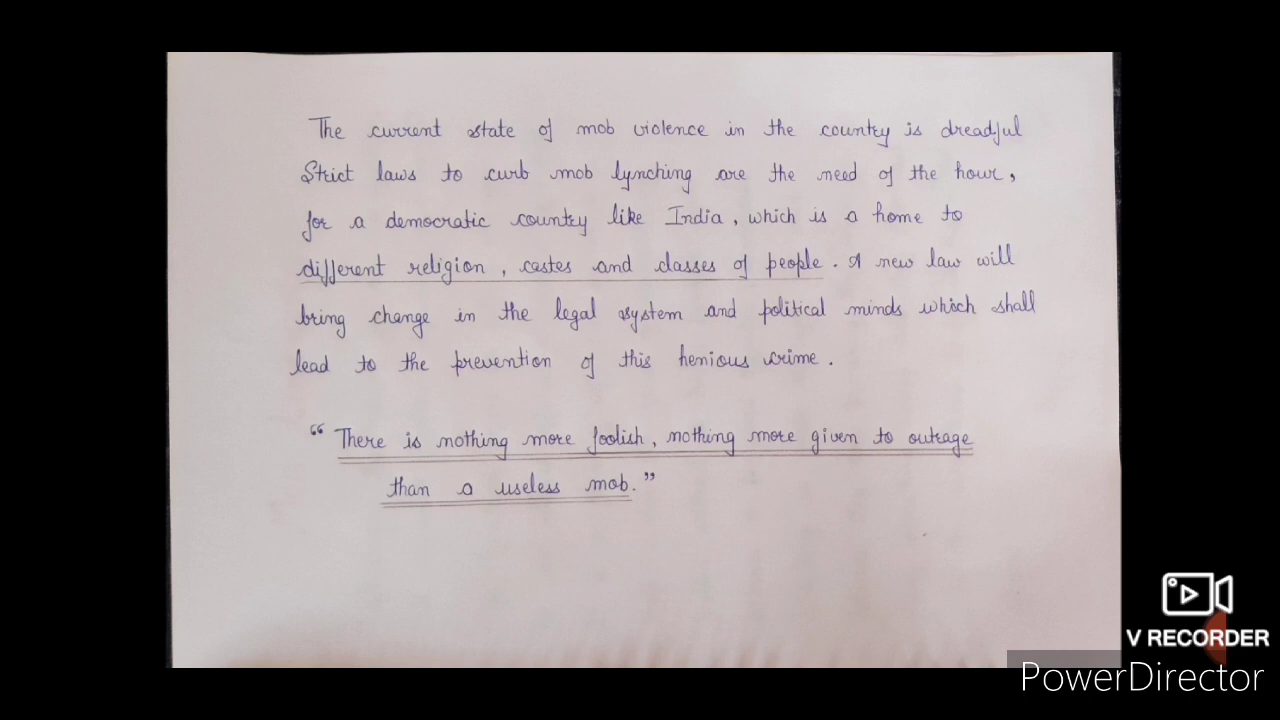 The current state of mob violence in the country is dreadful
Strict laws to curb mob lynching are the need of the hour,
for a democratic country like India, which is a home to
different religion, castes and classes of people. A new law will
bring change in the legal system and political minds which shall
lead to the prevention of this henious crime.
“There is nothing more foolish, nothing more given to outrage
than a useless mob.”
V RECORDER
PowerDirector